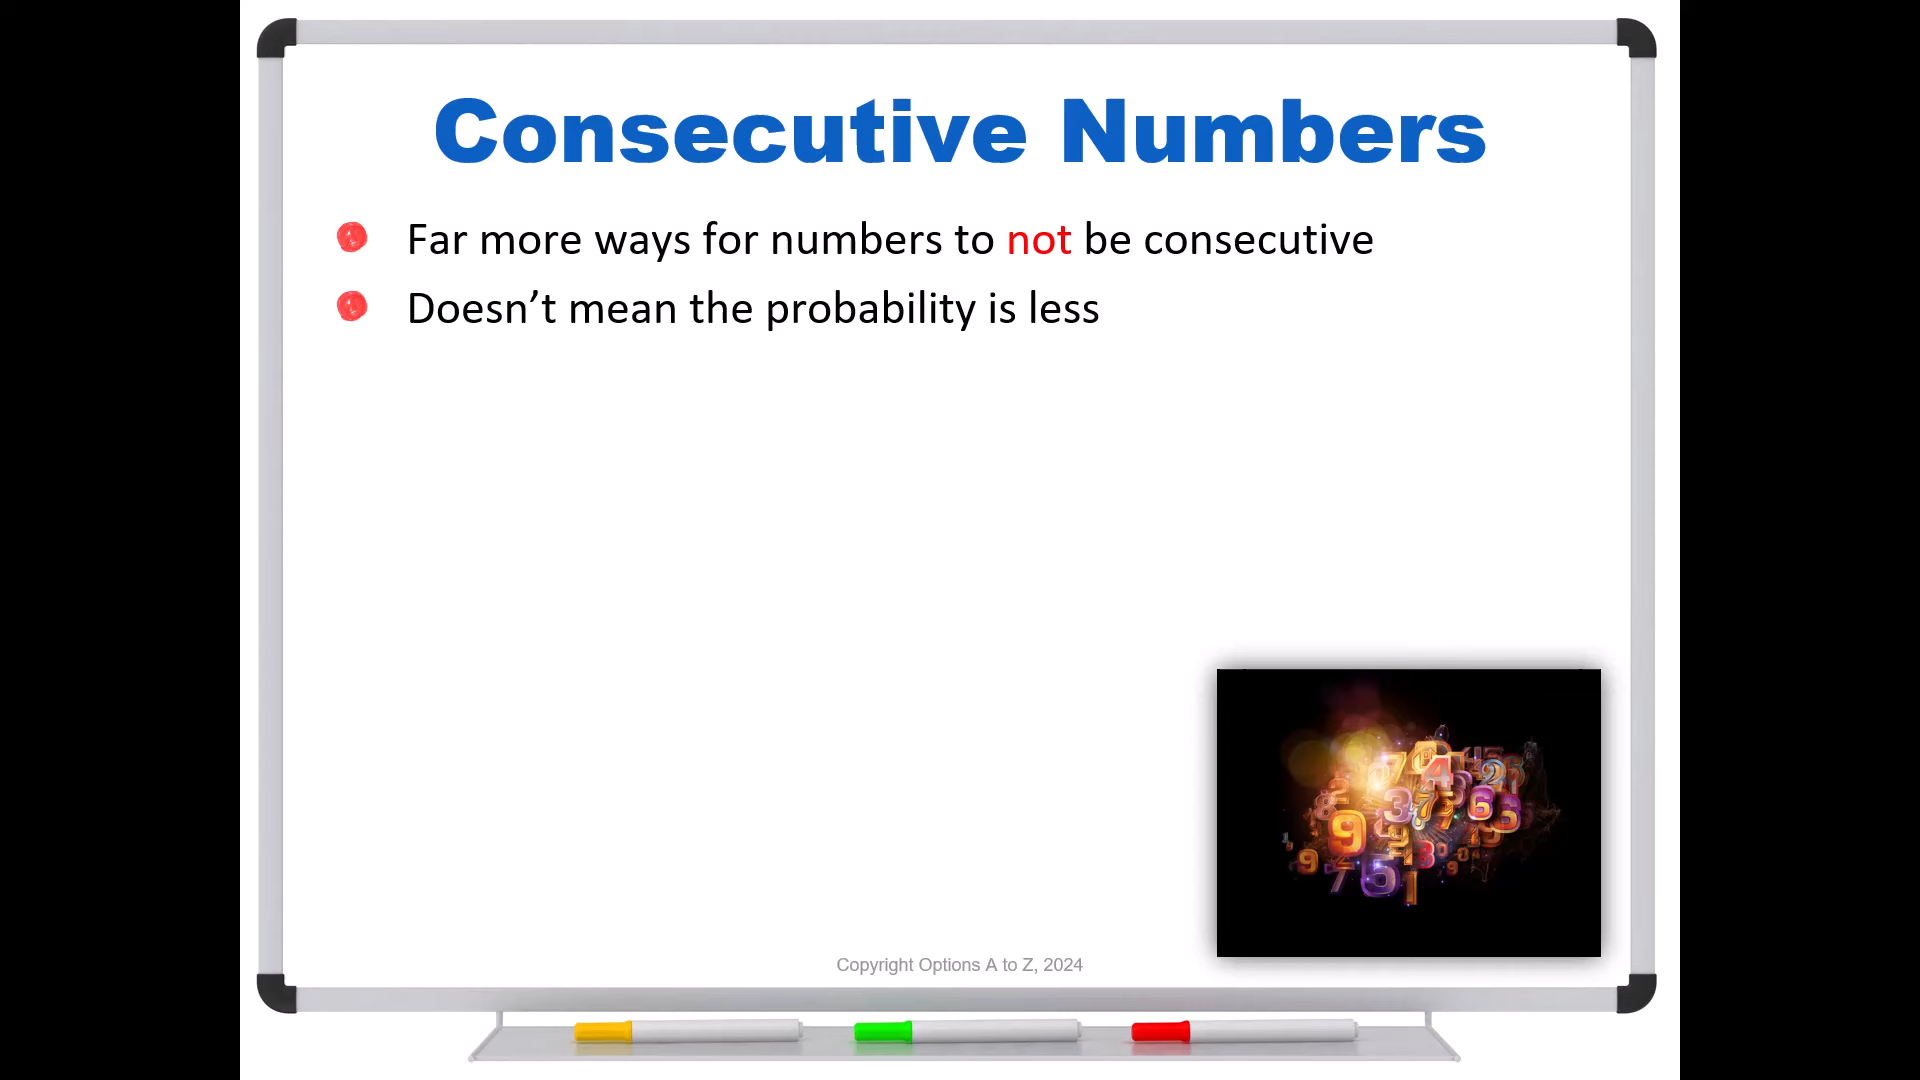 Consecutive Numbers
Far more ways for numbers to not be consecutive
Doesn’t mean the probability is less
Copyright Options A to Z, 2024